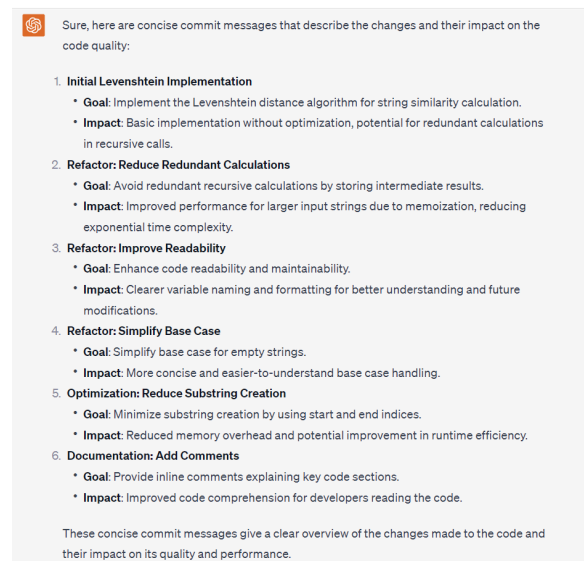 Sure, here are concise commit messages that describe the changes and their impact on the
code quality:
1. Initial Levenshtein Implementation
• Goal: Implement the Levenshtein distance algorithm for string similarity calculation.
• Impact: Basic implementation without optimization, potential for redundant calculations
in recursive calls.
2. Refactor: Reduce Redundant Calculations
• Goal: Avoid redundant recursive calculations by storing intermediate results.
• Impact: Improved performance for larger input strings due to memoization, reducing
exponential time complexity.
3. Refactor: Improve Readability
• Goal: Enhance code readability and maintainability.
• Impact: Clearer variable naming and formatting for better understanding and future
modifications.
4. Refactor: Simplify Base Case
• Goal: Simplify base case for empty strings.
• Impact: More concise and easier-to-understand base case handling.
5. Optimization: Reduce Substring Creation
• Goal: Minimize substring creation by using start and end indices.
• Impact: Reduced memory overhead and potential improvement in runtime efficiency.
6. Documentation: Add Comments
• Goal: Provide inline comments explaining key code sections.
• Impact: Improved code comprehension for developers reading the code.
These concise commit messages give a clear overview of the changes made to the code and
their impact on its quality and performance.